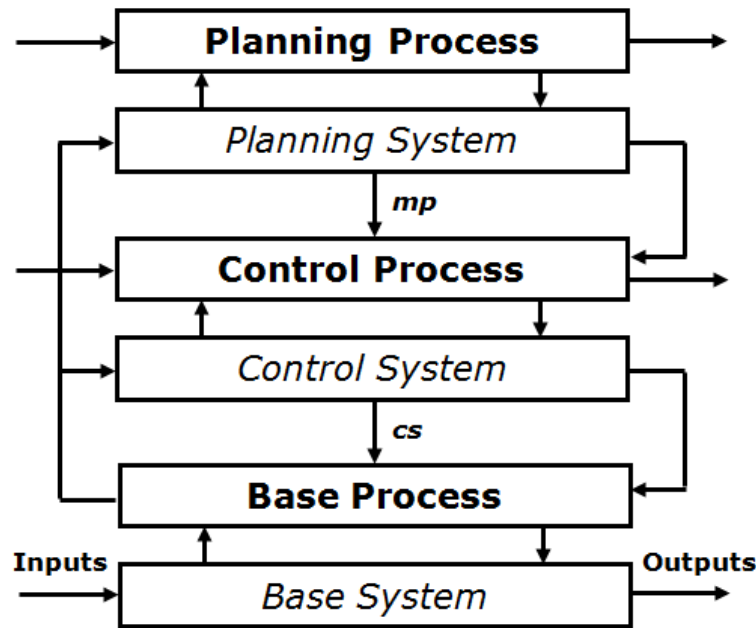 Planning Process
Planning System
mp
Control Process
Control System
cs
Base Process
Inputs
Outputs
Base System